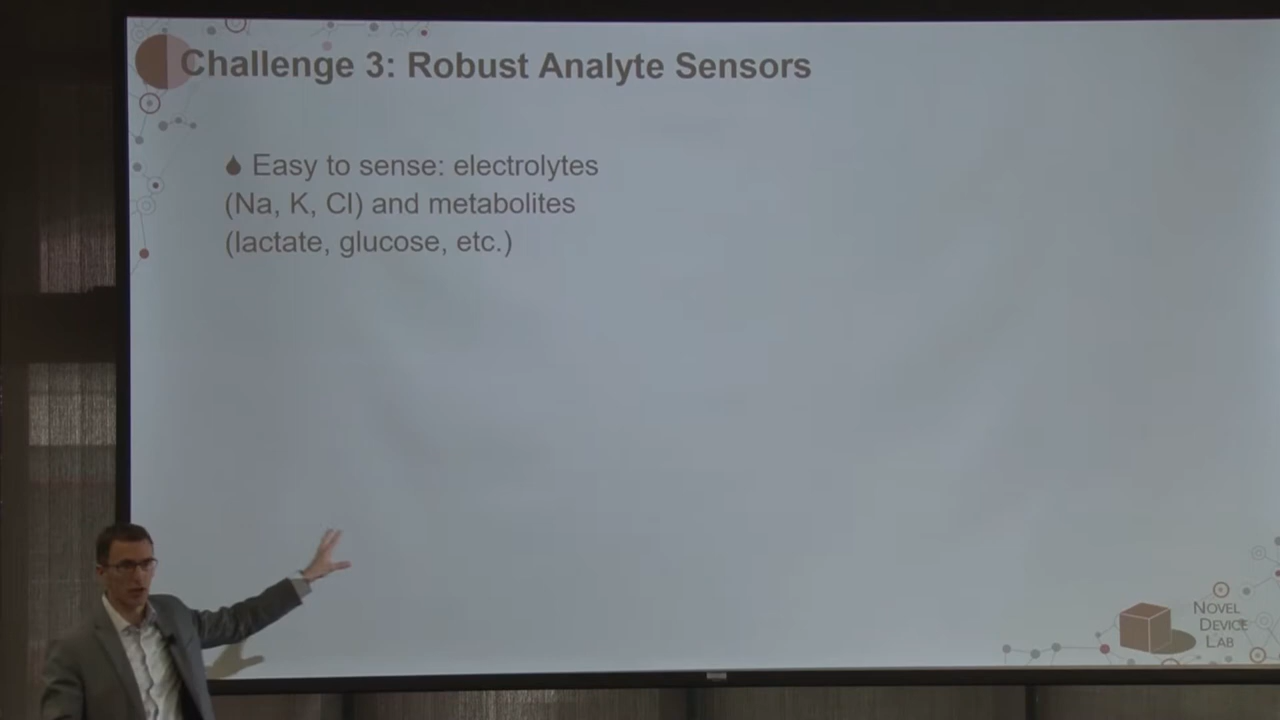 Challenge 3: Robust Analyte Sensors
Easy to sense: electrolytes
(Na, K, Cl) and metabolites
(lactate, glucose, etc.)
NOVEL
DEVICE
LAB